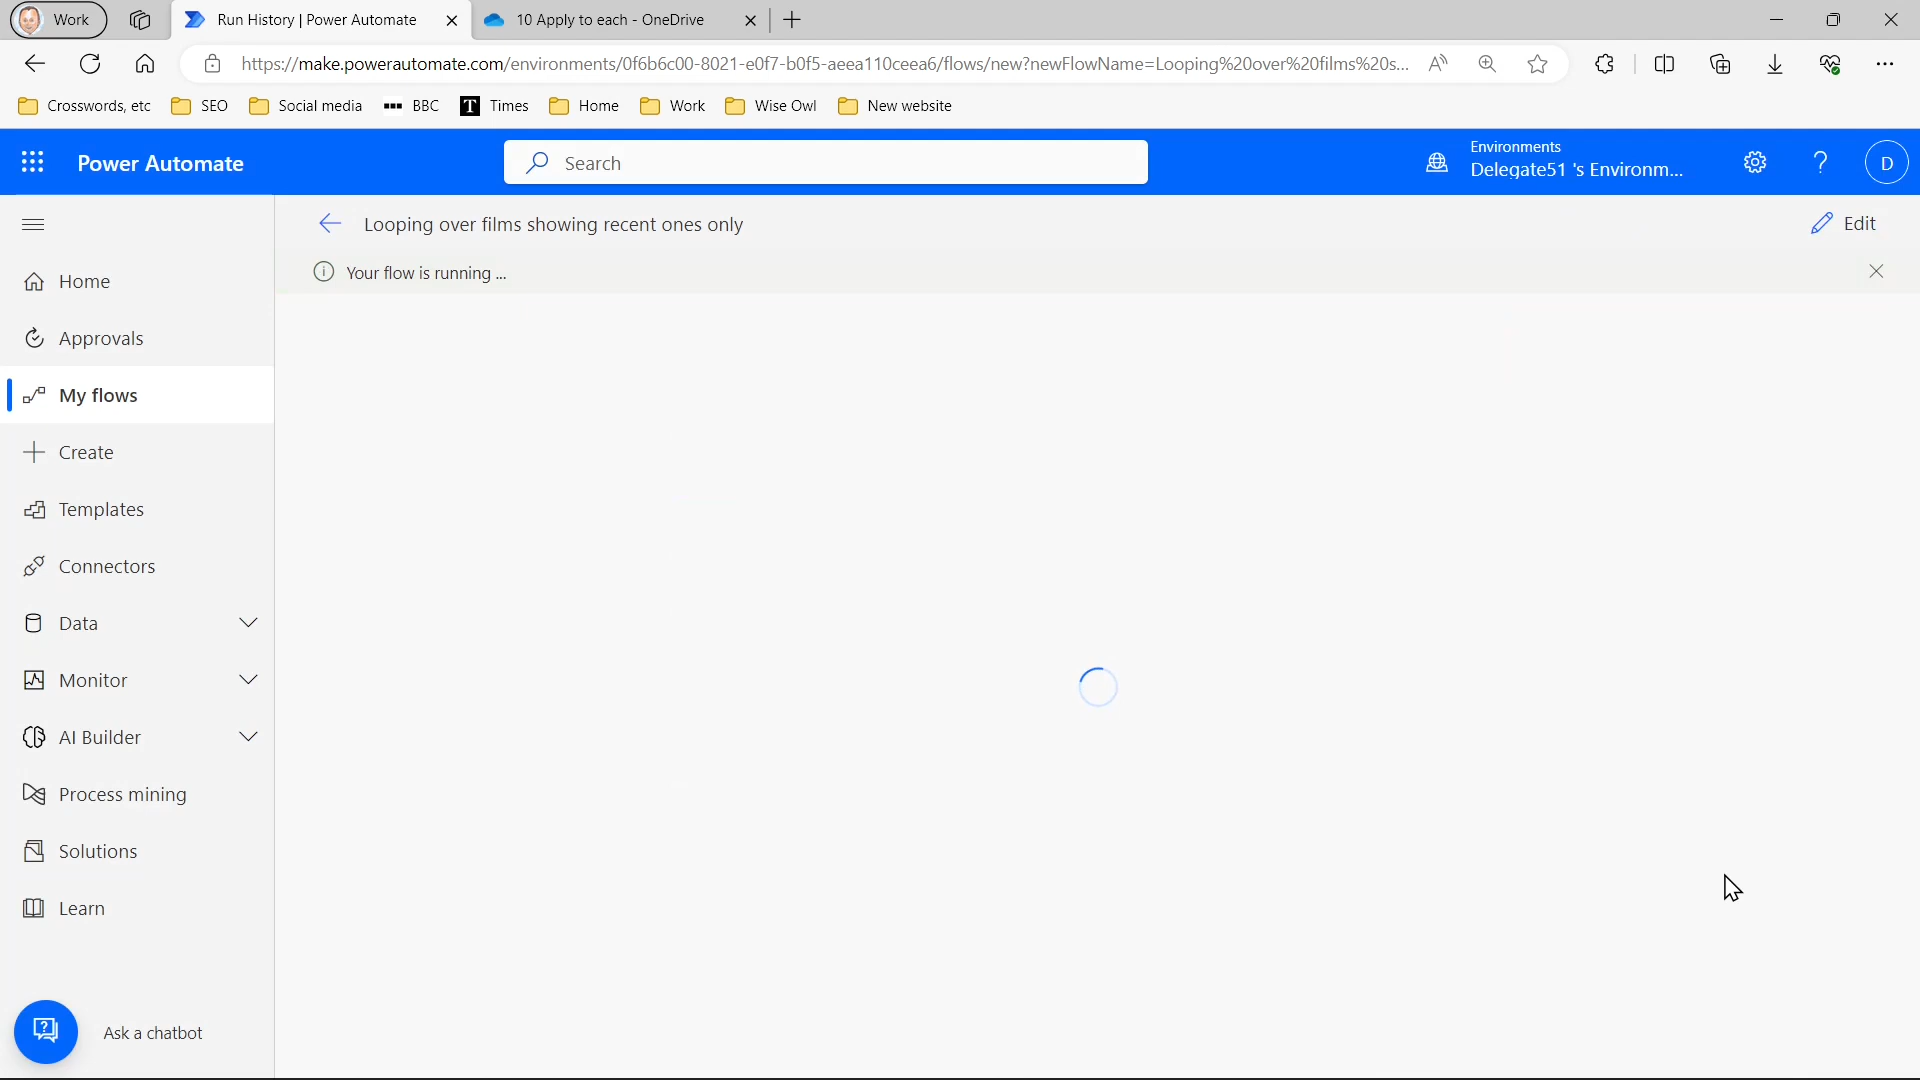 Work
Run History | Power Automate
10 Apply to each - OneDrive
https://make.powerautomate.com/environments/0f6b6c00-8021-e0f7-b0f5-aeea110ceea6/flows/new?newFlowName=Looping%20over%20films%20s...
Crosswords, etc
SEO
Social media
BBC
T Times
Home
Work
Wise Owl
New website
Power Automate
Search
Environments
Delegate51 's Environm...
?
D
Looping over films showing recent ones only
Edit
Your flow is running ...
Home
Approvals
My flows
Create
Templates
Connectors
Data
Monitor
AI Builder
Process mining
Solutions
Learn
Ask a chatbot